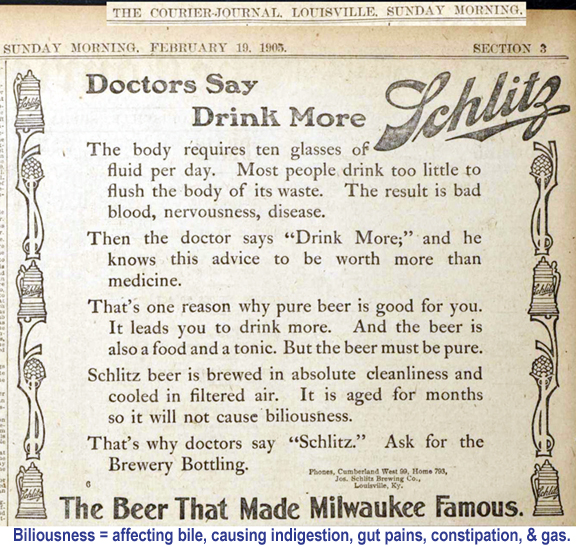 THE COURIER-JOURNAL, LOUISVILLE, SUNDAY MORNING,
SUNDAY MORNING, FEBRUARY 19, 1905. SECTION 3
Doctors Say
Drink More Schlitz
The body requires ten glasses of
fluid per day. Most people drink too little to
flush the body of its waste. The result is bad
blood, nervousness, disease.
Then the doctor says “Drink More;” and he
knows this advice to be worth more than
medicine.
That's one reason why pure beer is good for you.
It leads you to drink more. And the beer is
also a food and a tonic. But the beer must be pure.
Schlitz beer is brewed in absolute cleanliness and
cooled in filtered air. It is aged for months
so it will not cause biliousness.
That's why doctors say “Schlitz.” Ask for the
Brewery Bottling.
Phones, Cumberland West 99, Home 793,
Jos. Schlitz Brewing Co.,
Louisville, Ky.
6
The Beer That Made Milwaukee Famous.
Schlitz
Schlitz
Schlitz
Schlitz
Schlitz
Biliousness = affecting bile, causing indigestion, gut pains, constipation, & gas.